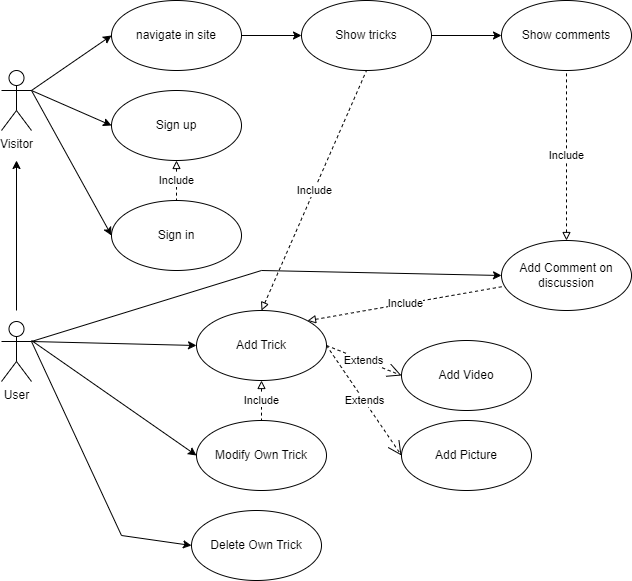 navigate in site
Show tricks
Show comments
Visitor
Sign up
Include
Include
Include
Sign in
Add Comment on
discussion
Include
User
Add Trick
Extends
Add Video
Include
Extends
Modify Own Trick
Add Picture
Delete Own Trick